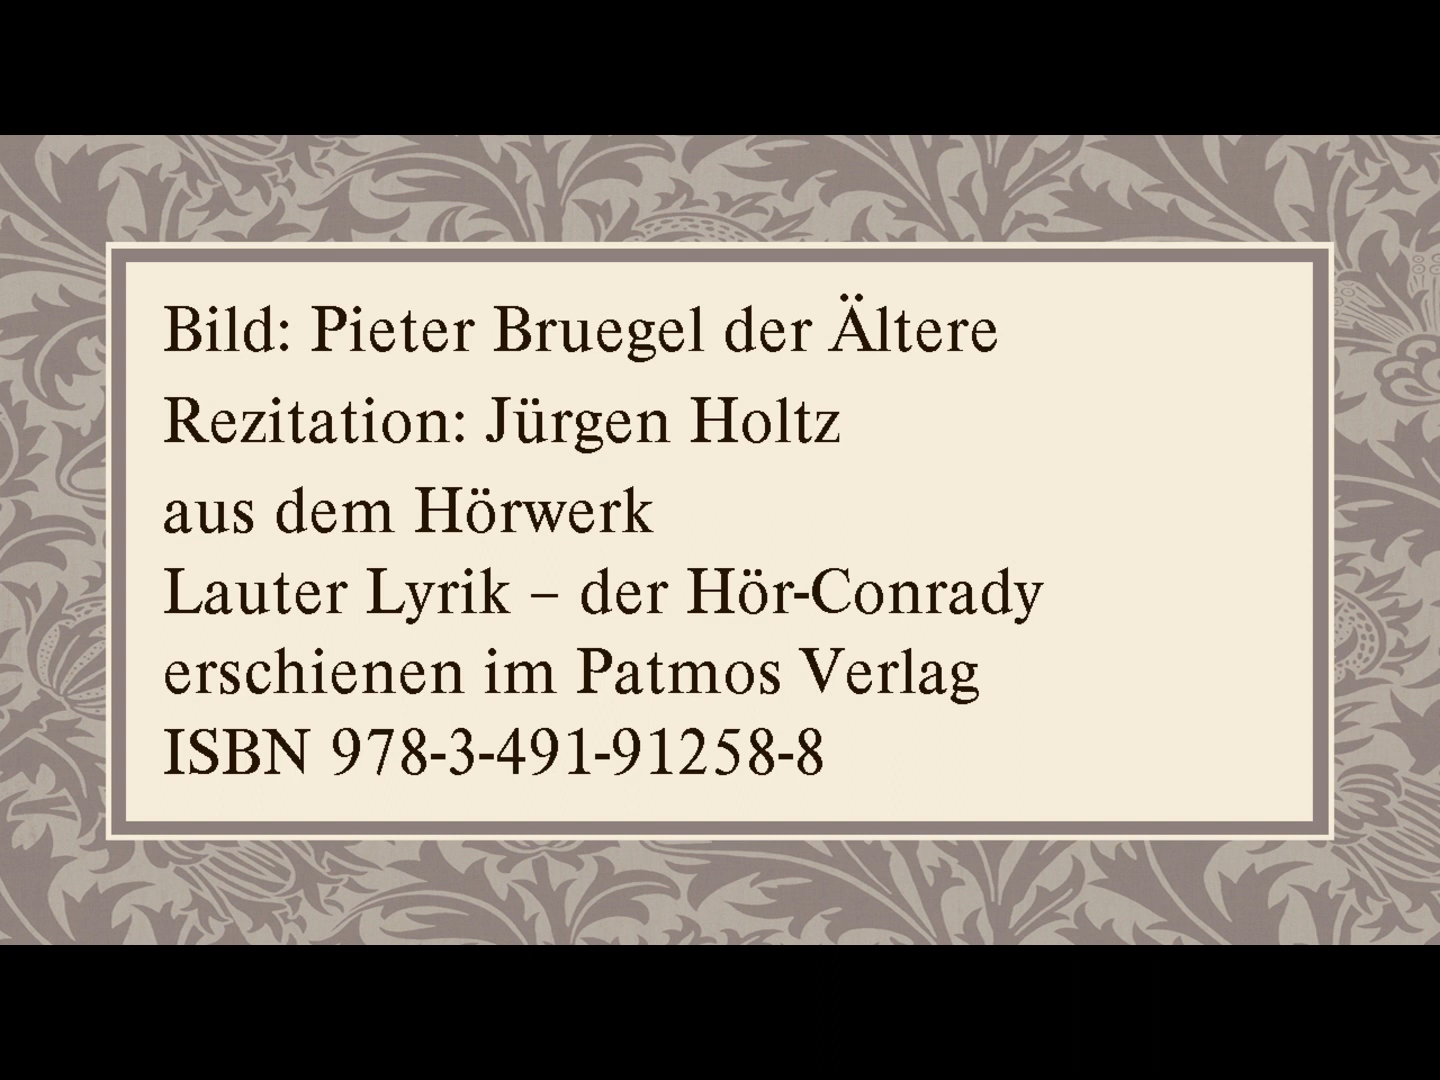 Bild: Pieter Bruegel der Ältere
Rezitation: Jürgen Holtz
aus dem Hörwerk
Lauter Lyrik – der Hör-Conrady
erschienen im Patmos Verlag
ISBN 978-3-491-91258-8